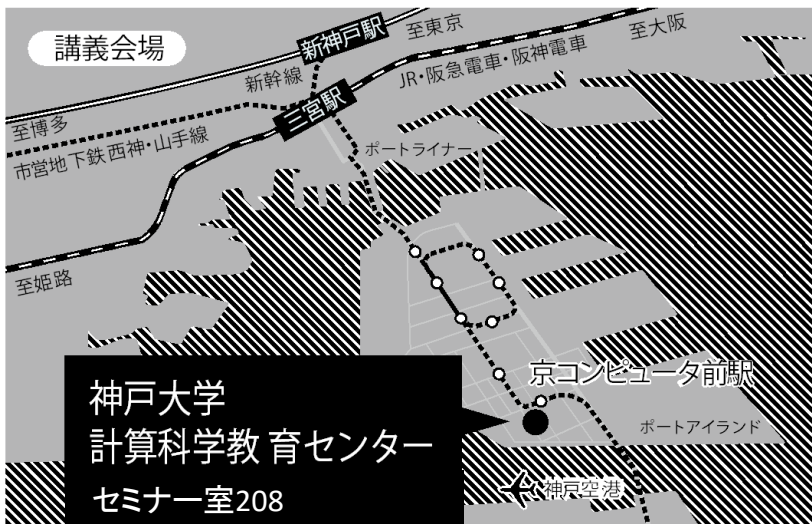 講義会場
新神戸駅
至東京
至大阪
新幹線
JR・阪急電車・阪神電車
至博多
三宮駅
市営地下鉄西神・山手線
ポートライナー
至姫路
京コンピュータ前駅
神戸大学
計算科学教育センター
セミナー室208
ポートアイランド
神戸空港